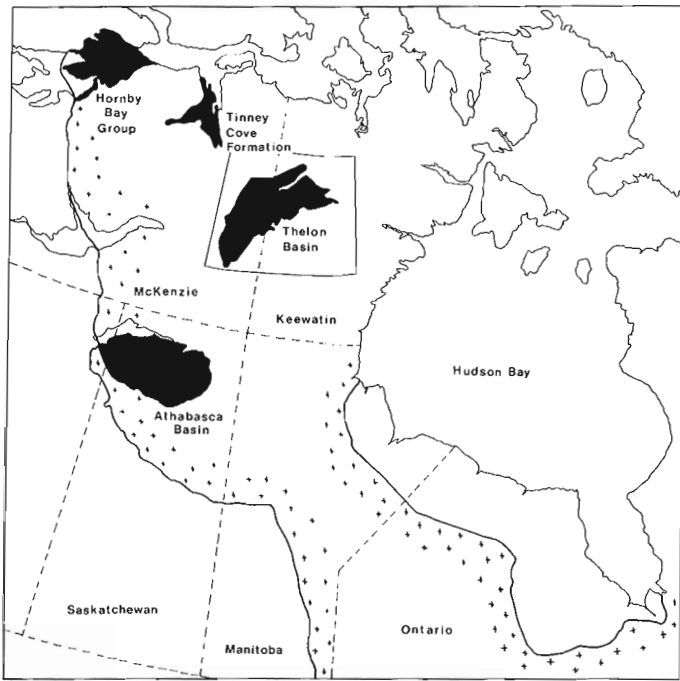 Hornby
Bay
Group
Tinney
Cove
Formation
Thelon
Basin
McKenzie
Keewatin
Hudson Bay
Athabasca
Basin
Saskatchewan
Manitoba
Ontario